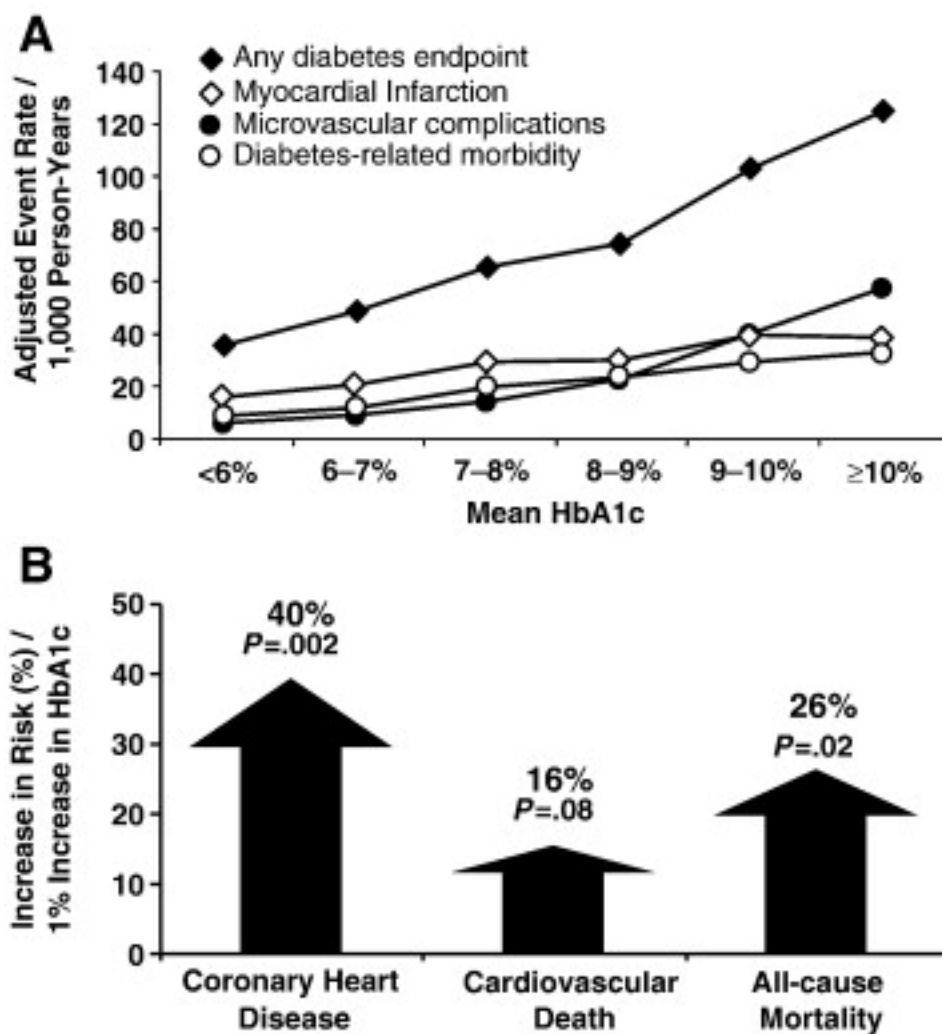 A
Adjusted Event Rate /
1,000 Person-Years
140
120
100
80
60
40
20
0
Any diabetes endpoint
Myocardial Infarction
Microvascular complications
Diabetes-related morbidity
<6%
6–7%
7–8%
8–9%
9–10%
≥10%
Mean HbA1c
B
Increase in Risk (%) /
1% Increase in HbA1c
50
40
30
20
10
0
40%
P=.002
16%
P=.08
26%
P=.02
Coronary Heart
Disease
Cardiovascular
Death
All-cause
Mortality